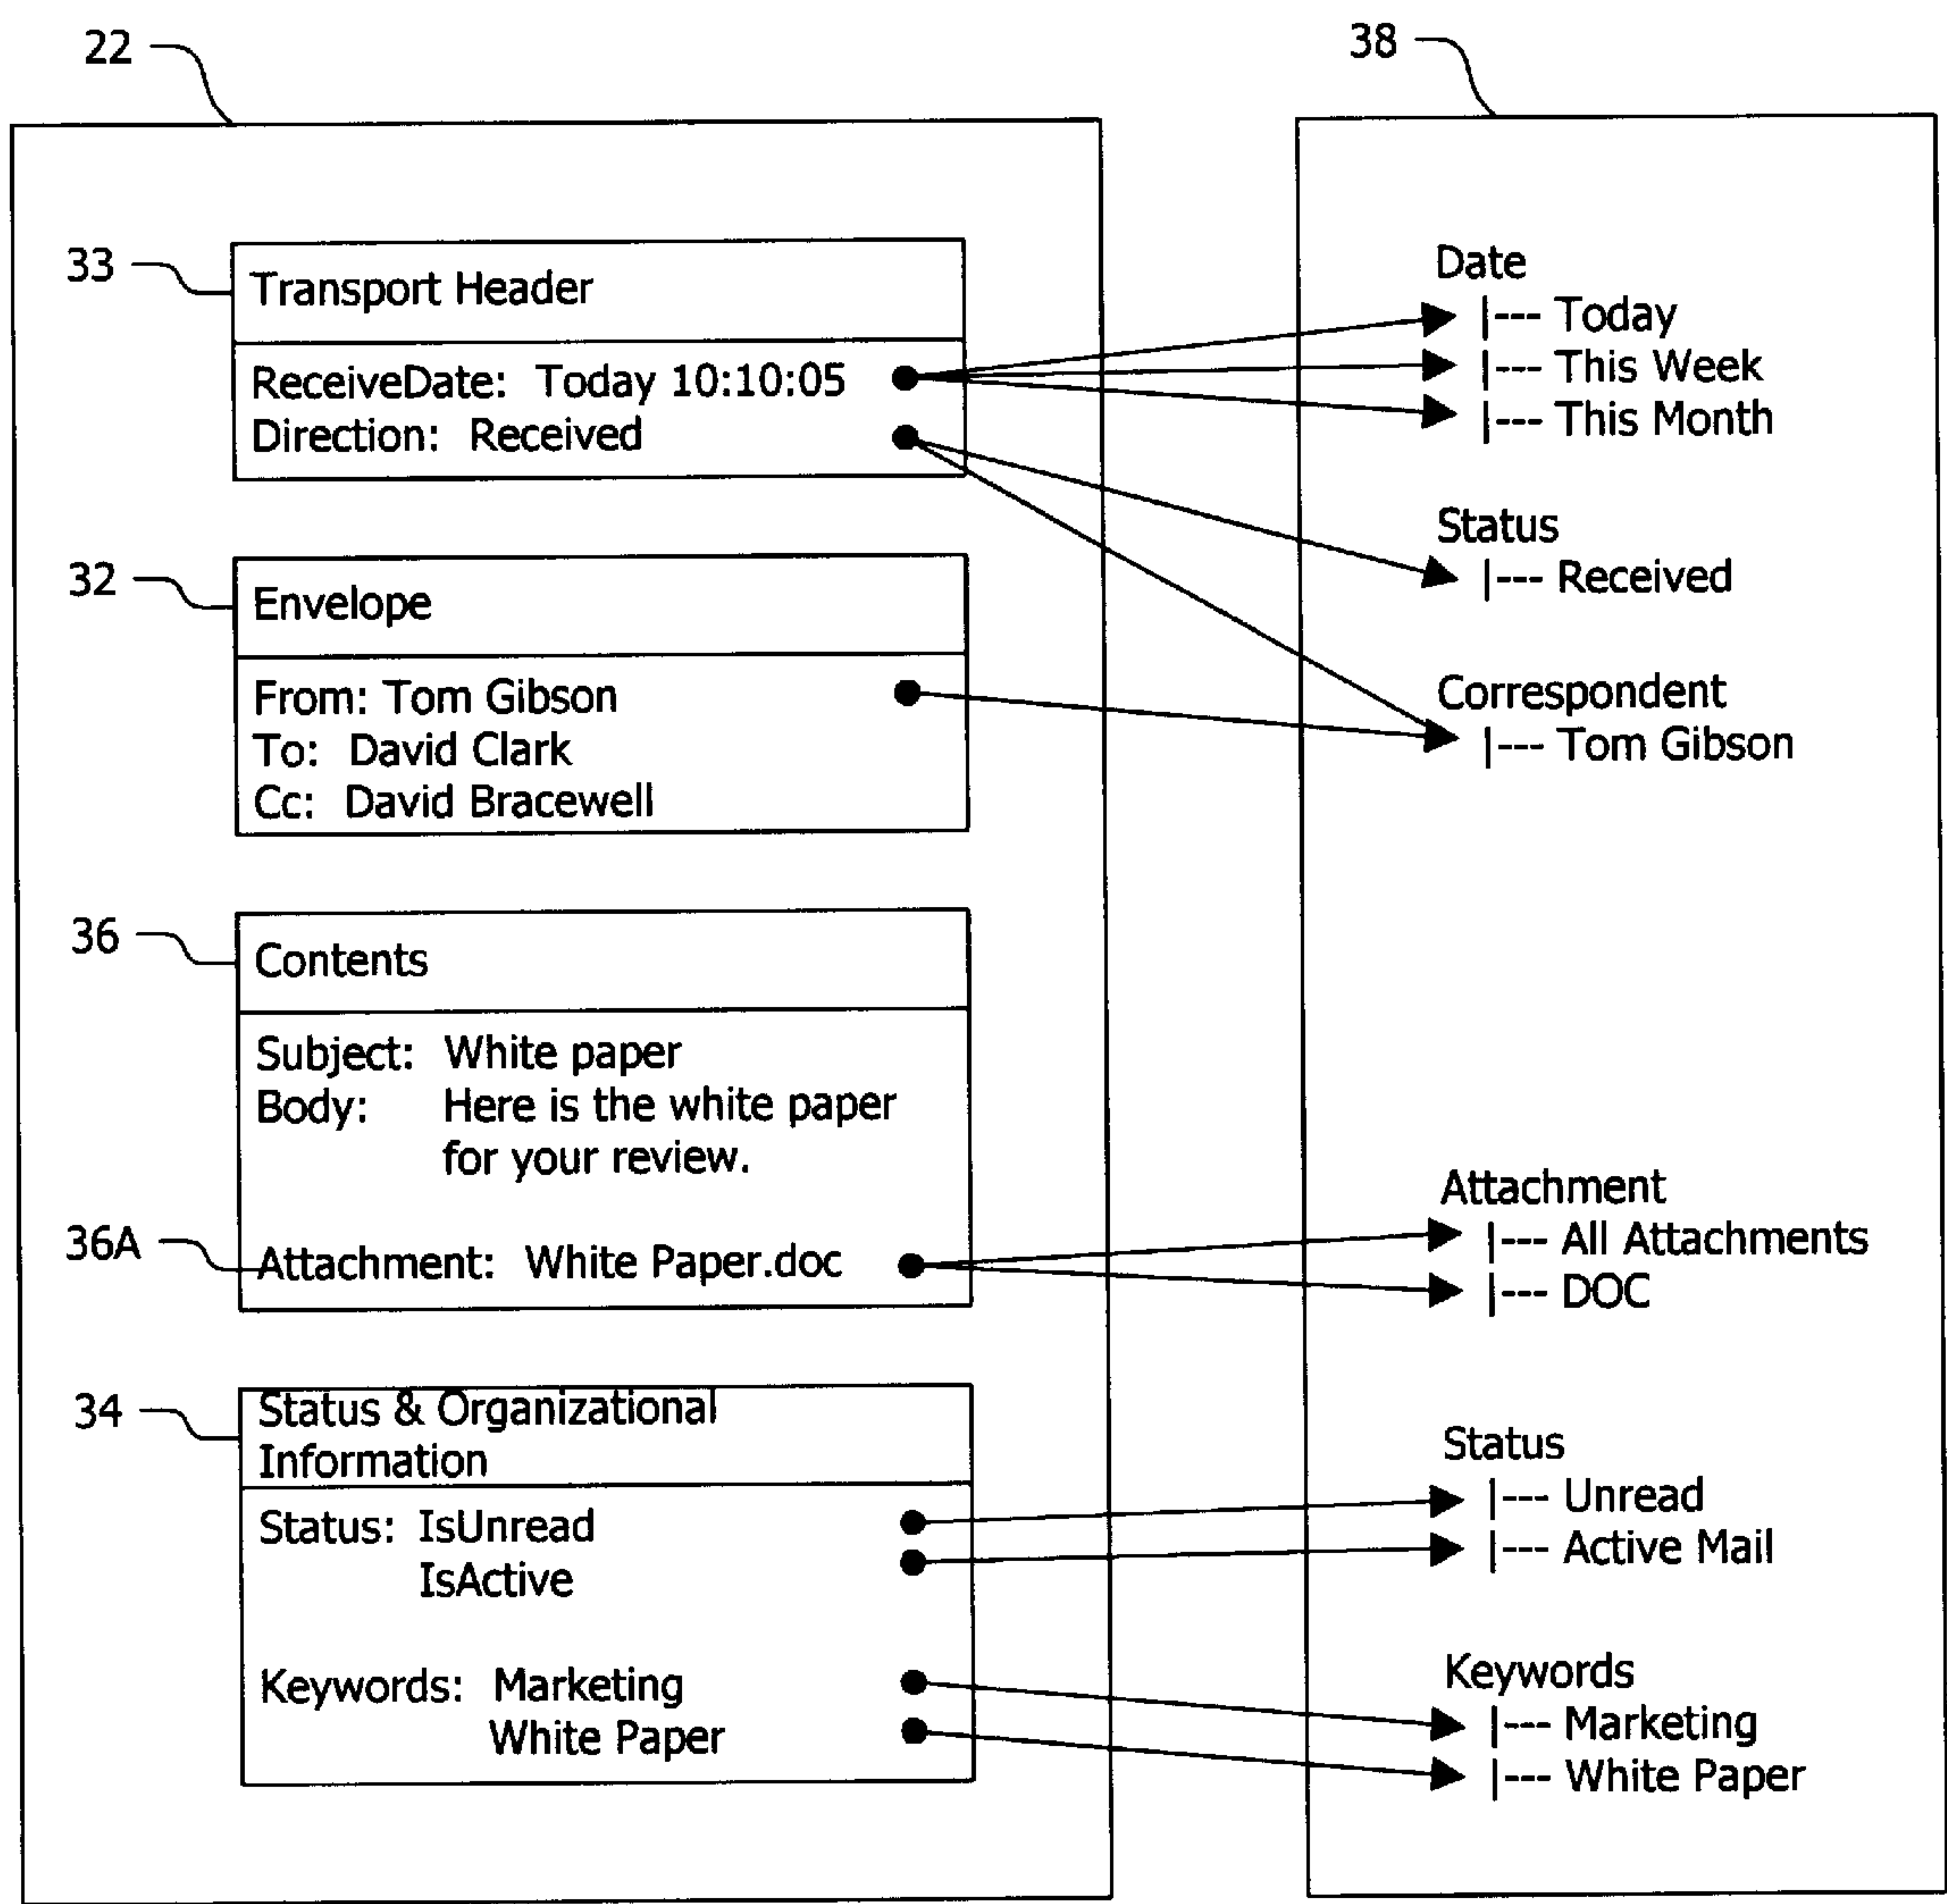 22
38
33
Transport Header
ReceiveDate: Today 10:10:05
Direction: Received
32
Envelope
From: Tom Gibson
To: David Clark
Cc: David Bracewell
36
Contents
Subject: White paper
Body: Here is the white paper
for your review.
36A
Attachment: White Paper.doc
34
Status & Organizational
Information
Status: IsUnread
IsActive
Keywords: Marketing
White Paper
Date
|--- Today
|--- This Week
|--- This Month
Status
|--- Received
Correspondent
|--- Tom Gibson
Attachment
|--- All Attachments
|--- DOC
Status
|--- Unread
|--- Active Mail
Keywords
|--- Marketing
|--- White Paper